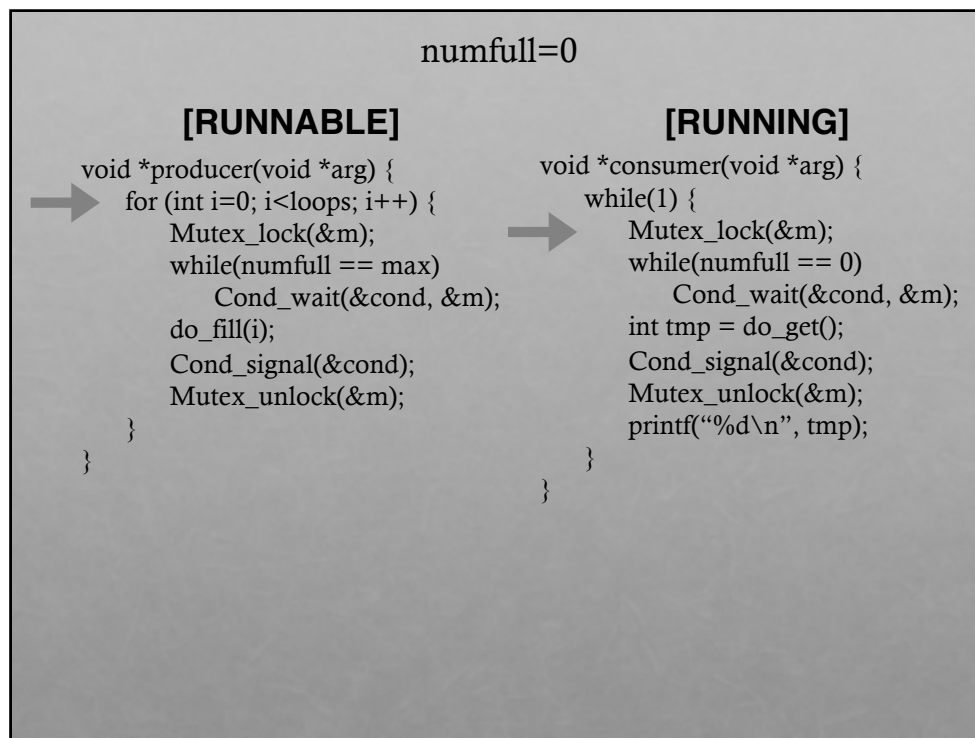 numfull=0
[RUNNABLE]
void *producer(void *arg) {
for (int i=0; i<loops; i++) {
Mutex_lock(&m);
while(numfull == max)
Cond_wait(&cond, &m);
do_fill(i);
Cond_signal(&cond);
Mutex_unlock(&m);
}
}
[RUNNING]
void *consumer(void *arg) {
while(1) {
Mutex_lock(&m);
while(numfull == 0)
Cond_wait(&cond, &m);
int tmp = do_get();
Cond_signal(&cond);
Mutex_unlock(&m);
printf(“%d\n”, tmp);
}
}